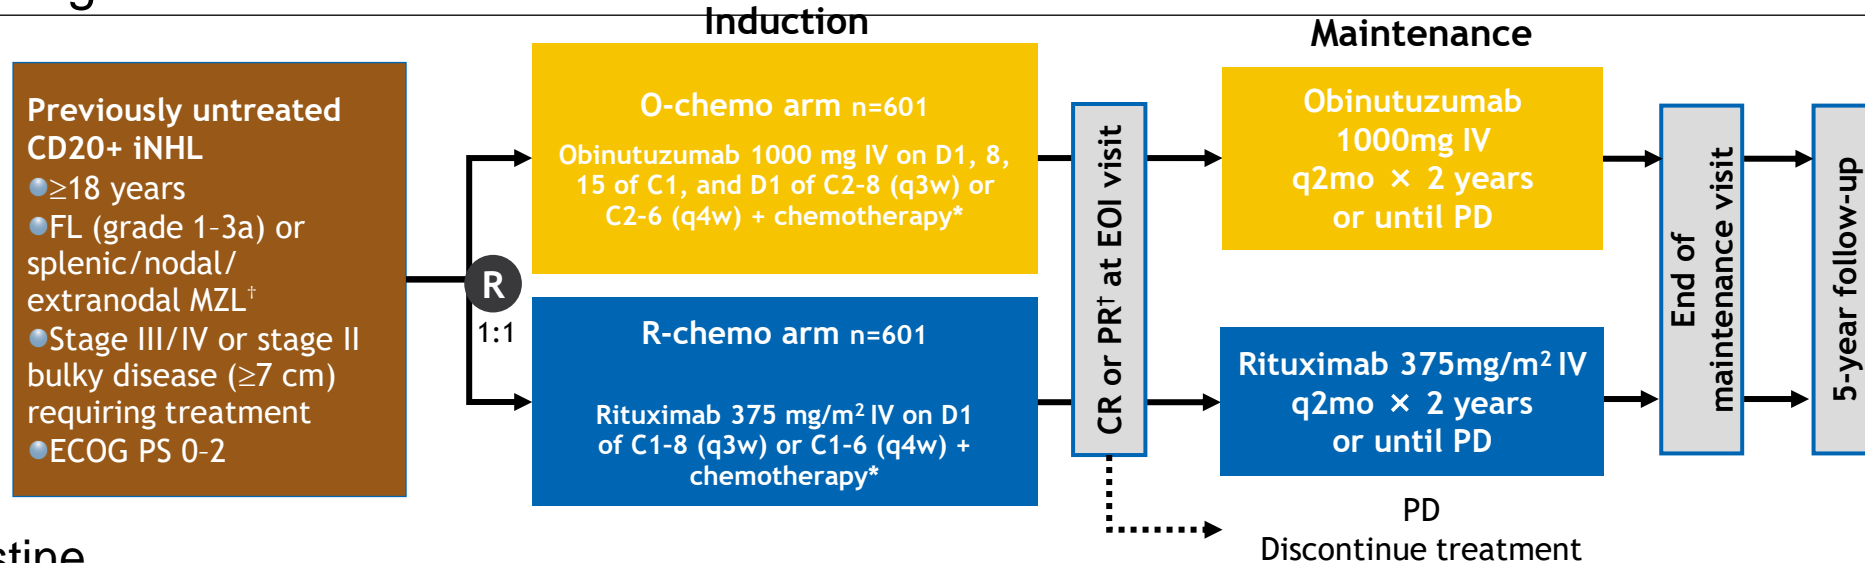 Induction
Maintenance
Previously untreated
CD20+ iNHL
≥18 years
FL (grade 1–3a) or
splenic/nodal/
extranodal MZL†
Stage III/IV or stage II
bulky disease (≥7 cm)
requiring treatment
ECOG PS 0–2
R
1:1
O-chemo arm n=601
Obinutuzumab 1000 mg IV on D1, 8,
15 of C1, and D1 of C2–8 (q3w) or
C2–6 (q4w) + chemotherapy*
R-chemo arm n=601
Rituximab 375 mg/m² IV on D1
of C1–8 (q3w) or C1–6 (q4w) +
chemotherapy*
CR or PR† at EOI visit
Obinutuzumab
1000mg IV
q2mo × 2 years
or until PD
Rituximab 375mg/m² IV
q2mo × 2 years
or until PD
PD
Discontinue treatment
End of
maintenance visit
5-year follow-up
stine